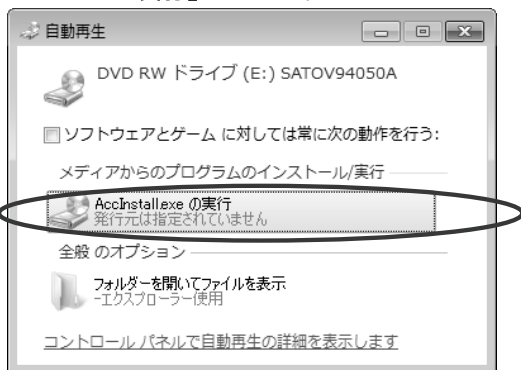 自動再生
DVD RW ドライブ (E:) SATOV94050A
ソフトウェアとゲーム に対しては常に次の動作を行う:
メディアからのプログラムのインストール/実行
AccInstall.exe の実行
発行元は指定されていません
全般 のオプション
フォルダーを開いてファイルを表示
-エクスプローラー使用
コントロール パネルで自動再生の詳細を表示します